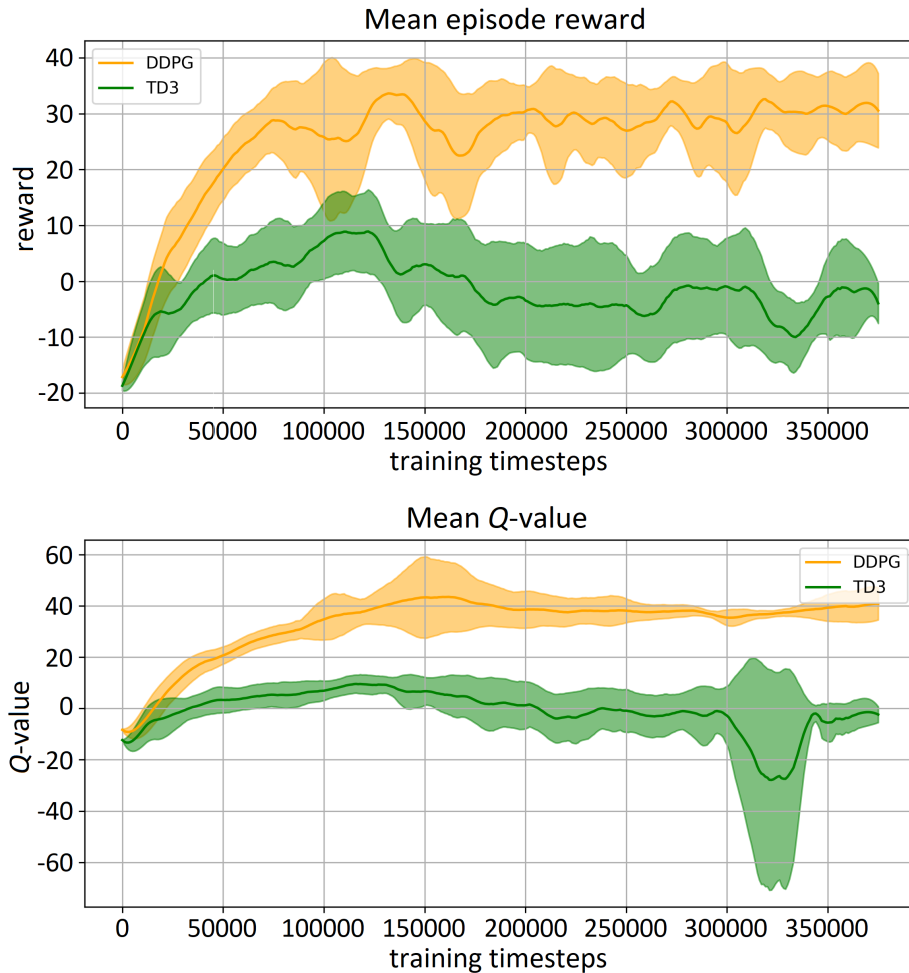 Mean episode reward
40
30
20
10
0
-10
-20
reward
DDPG
TD3
0 50000 100000 150000 200000 250000 300000 350000
training timesteps
Mean Q-value
60
40
20
0
-20
-40
-60
Q-value
DDPG
TD3
0 50000 100000 150000 200000 250000 300000 350000
training timesteps